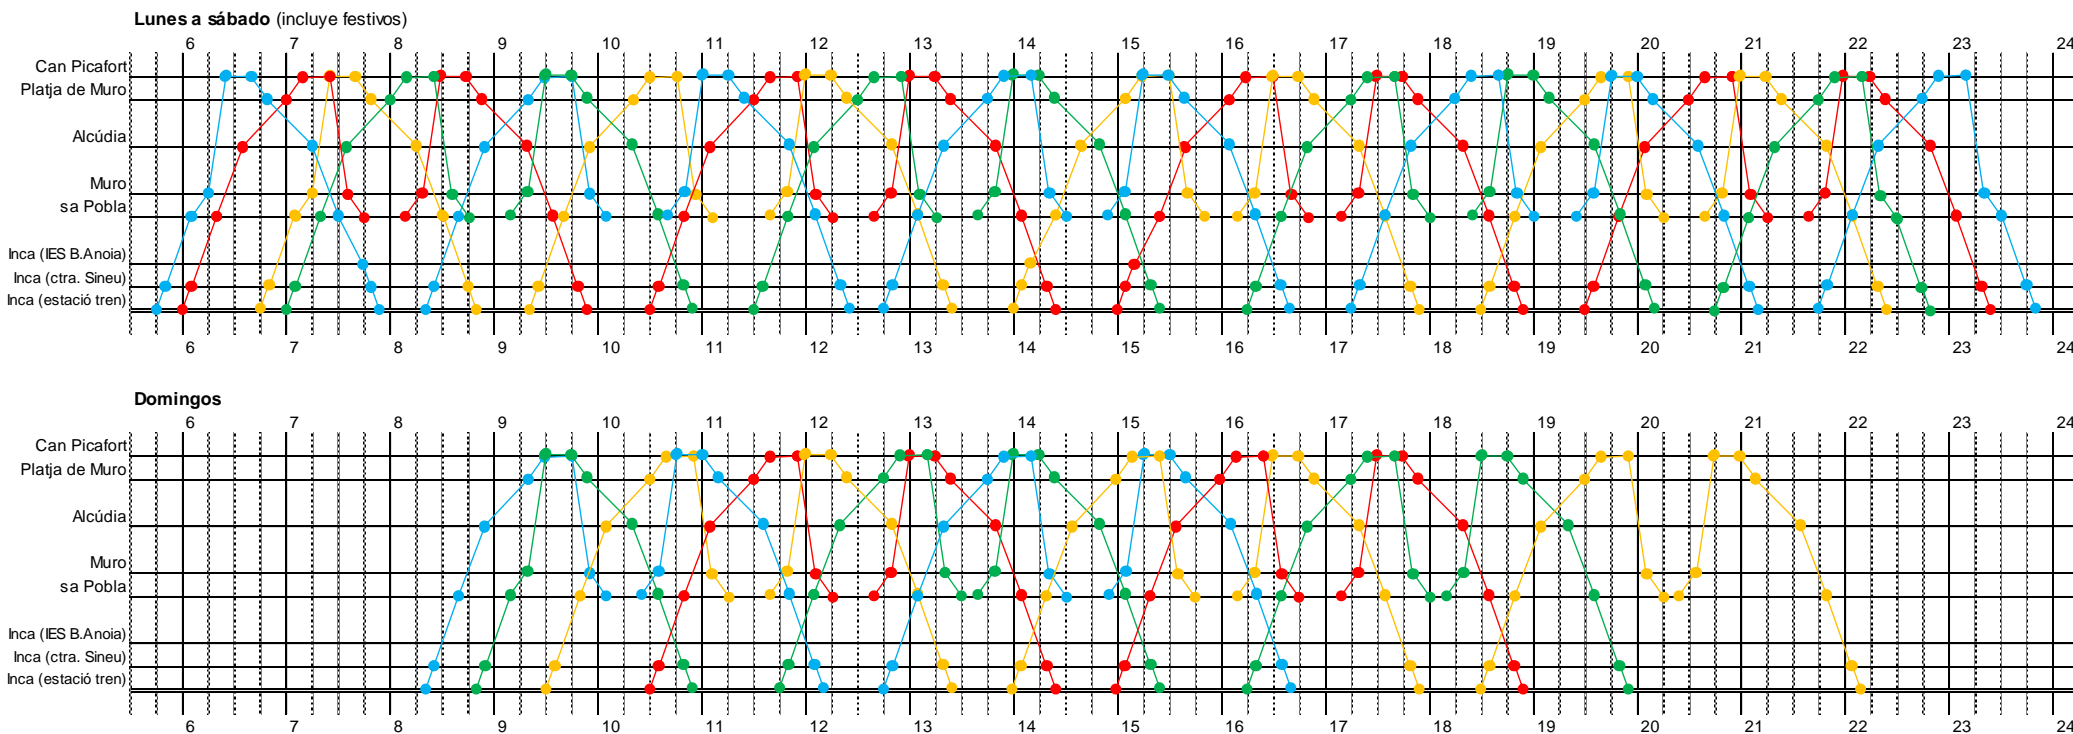 Lunes a sábado (incluye festivos)
6 7 8 9 10 11 12 13 14 15 16 17 18 19 20 21 22 23 24
Can Picafort
Platja de Muro
Alcúdia
Muro
sa Pobla
Inca (IES B.Anoia)
Inca (ctra. Sineu)
Inca (estació tren)
6 7 8 9 10 11 12 13 14 15 16 17 18 19 20 21 22 23 24
Domingos
6 7 8 9 10 11 12 13 14 15 16 17 18 19 20 21 22 23 24
Can Picafort
Platja de Muro
Alcúdia
Muro
sa Pobla
Inca (IES B.Anoia)
Inca (ctra. Sineu)
Inca (estació tren)
6 7 8 9 10 11 12 13 14 15 16 17 18 19 20 21 22 23 24